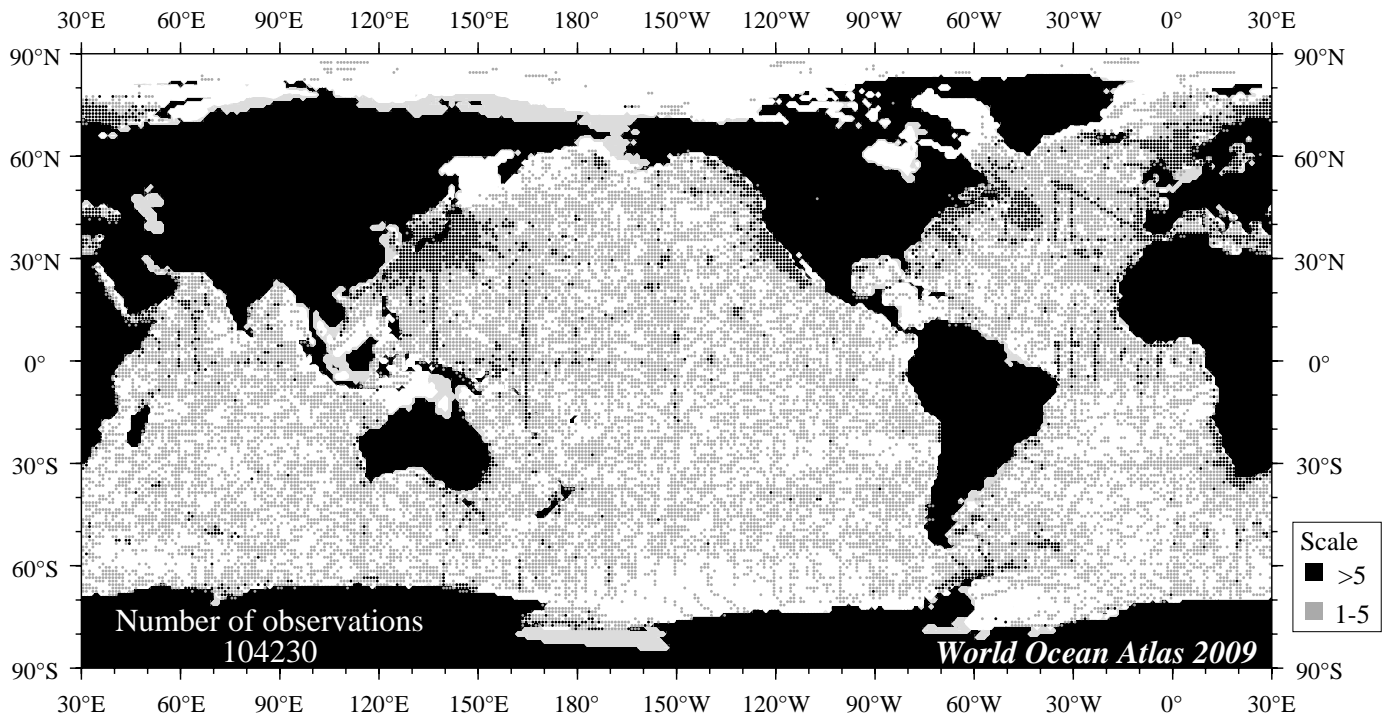 30°E 60°E 90°E 120°E 150°E 180° 150°W 120°W 90°W 60°W 30°W 0° 30°E
90°N 90°N
60°N 60°N
30°N 30°N
0° 0°
30°S 30°S
60°S 60°S
Scale
>5
1-5
Number of observations
104230
World Ocean Atlas 2009
90°S 90°S
30°E 60°E 90°E 120°E 150°E 180° 150°W 120°W 90°W 60°W 30°W 0° 30°E